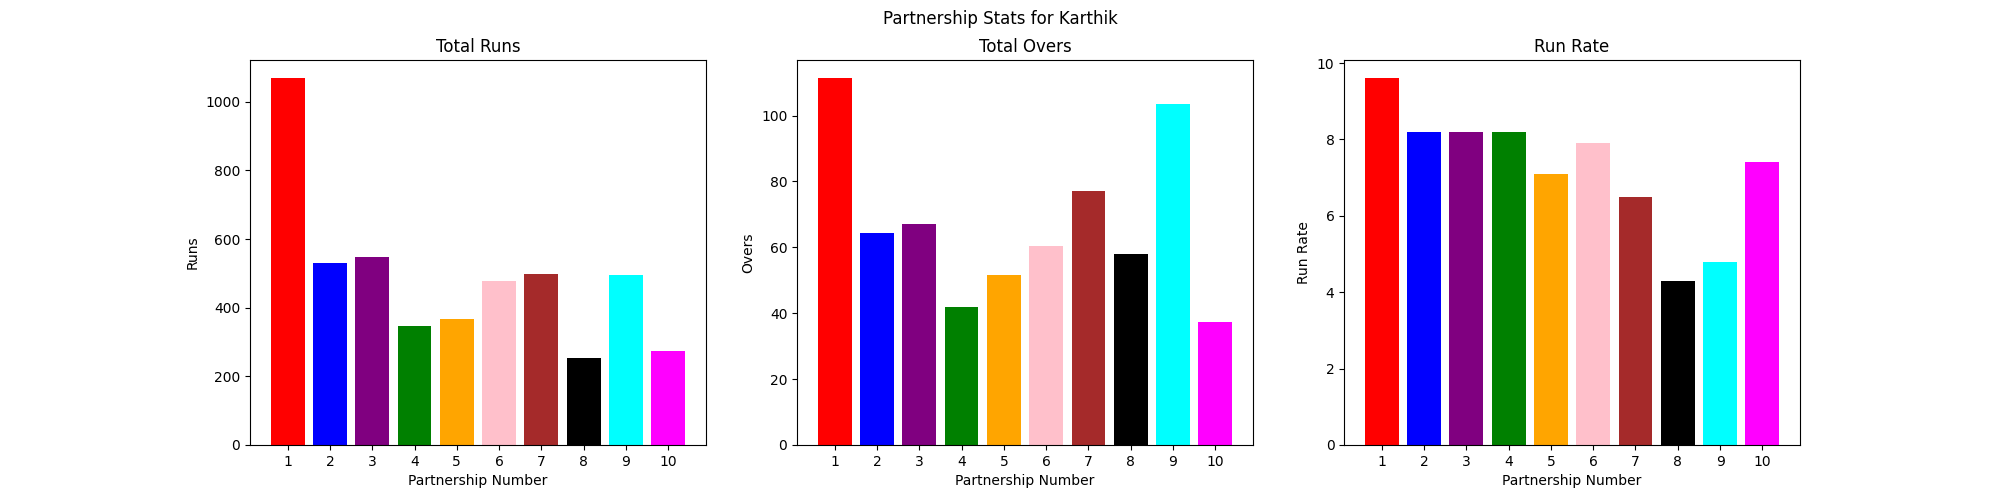 Partnership Stats for Karthik
Total Runs
Runs
1000
800
600
400
200
0
1 2 3 4 5 6 7 8 9 10
Partnership Number
Total Overs
Overs
100
80
60
40
20
0
1 2 3 4 5 6 7 8 9 10
Partnership Number
Run Rate
Run Rate
10
8
6
4
2
0
1 2 3 4 5 6 7 8 9 10
Partnership Number